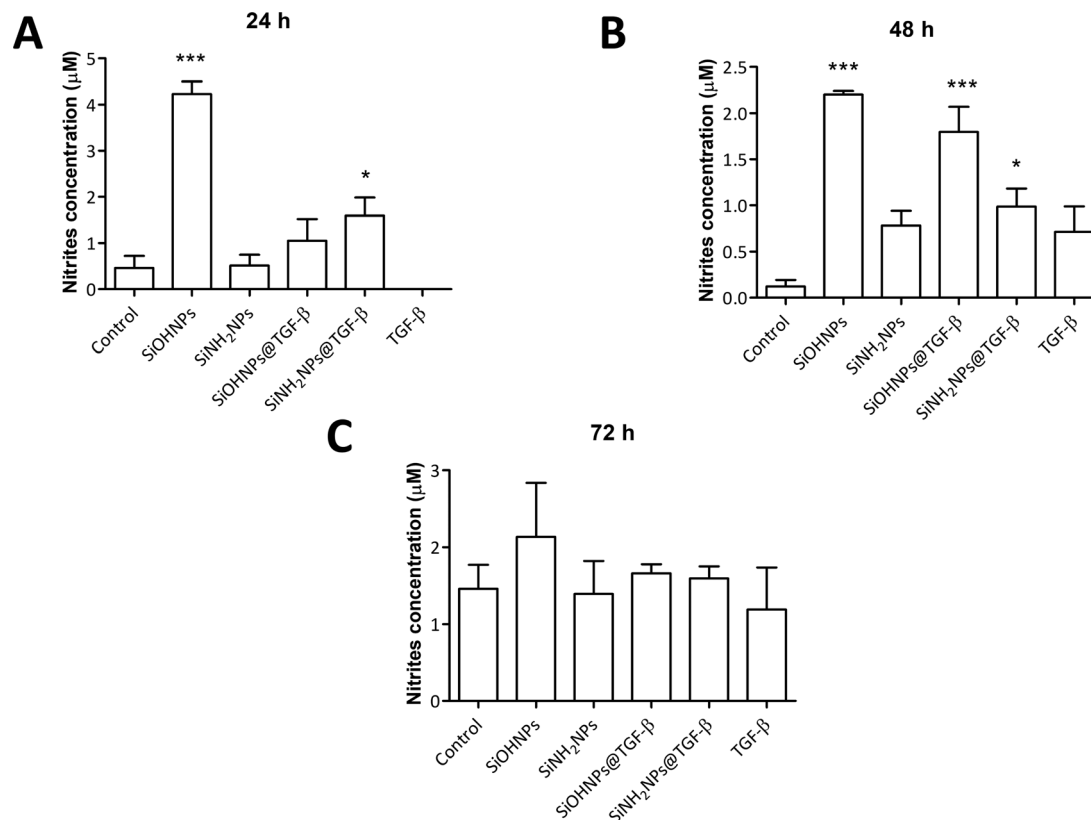 A
24 h
Nitrites concentration (μM)
5
4
3
2
1
0
***
*
Control
SiOHNPs
SiNH₂NPs
SiOHNPs@TGF-β
SiNH₂NPs@TGF-β
TGF-β
B
48 h
Nitrites concentration (μM)
2.5
2.0
1.5
1.0
0.5
0.0
***
***
*
Control
SiOHNPs
SiNH₂NPs
SiOHNPs@TGF-β
SiNH₂NPs@TGF-β
TGF-β
C
72 h
Nitrites concentration (μM)
3
2
1
0
Control
SiOHNPs
SiNH₂NPs
SiOHNPs@TGF-β
SiNH₂NPs@TGF-β
TGF-β